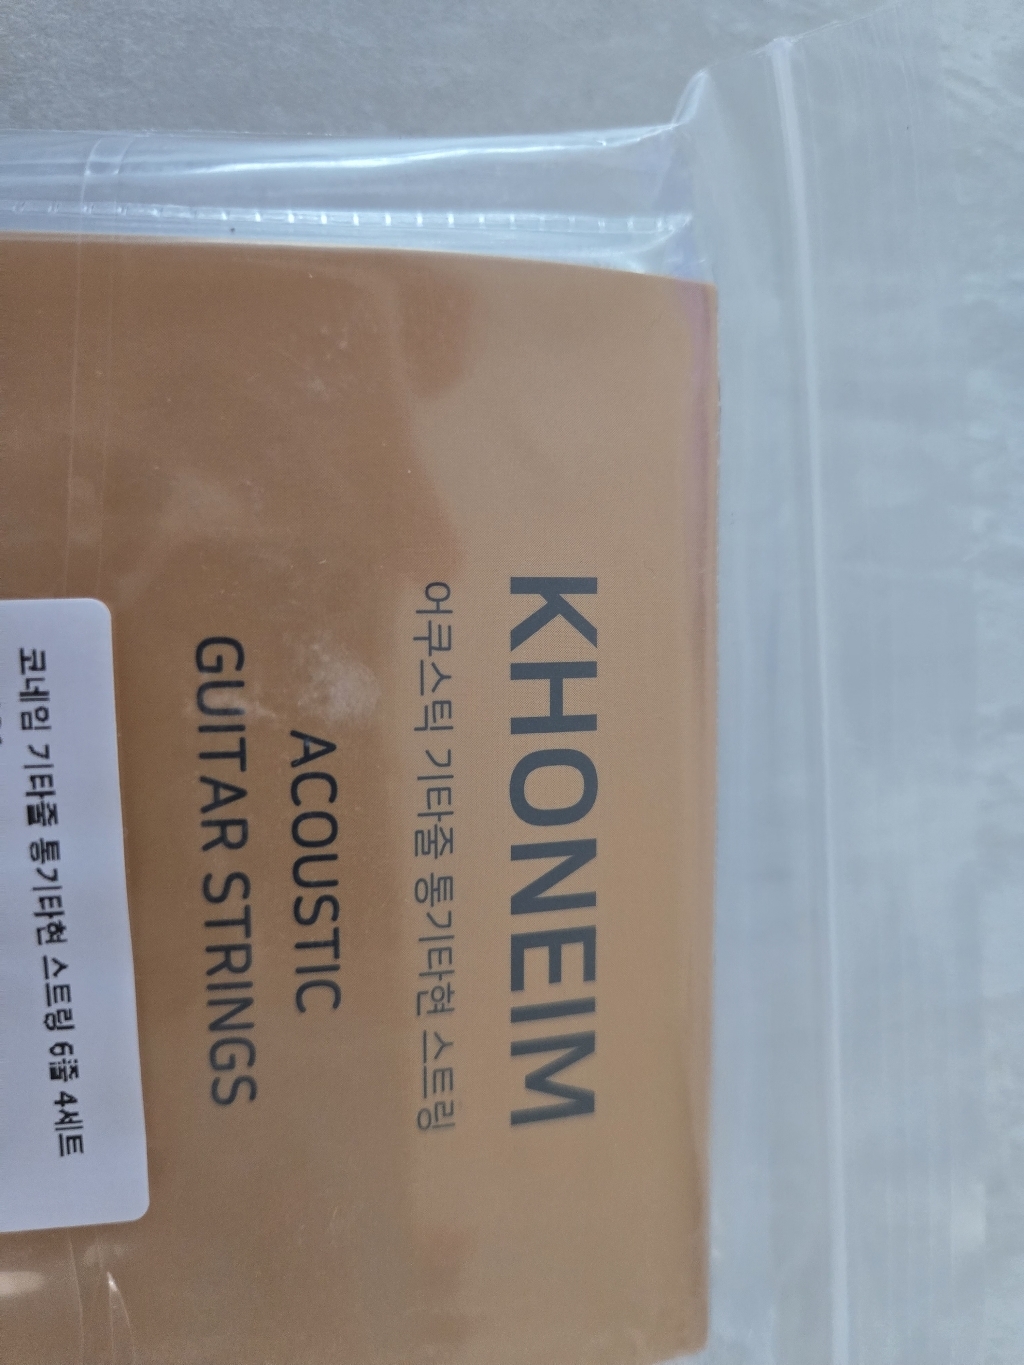 KHONEIM
어쿠스틱 기타줄 통기타현 스트링
ACOUSTIC
GUITAR STRINGS
코네임 기타줄 통기타현 스트링 6줄 4세트